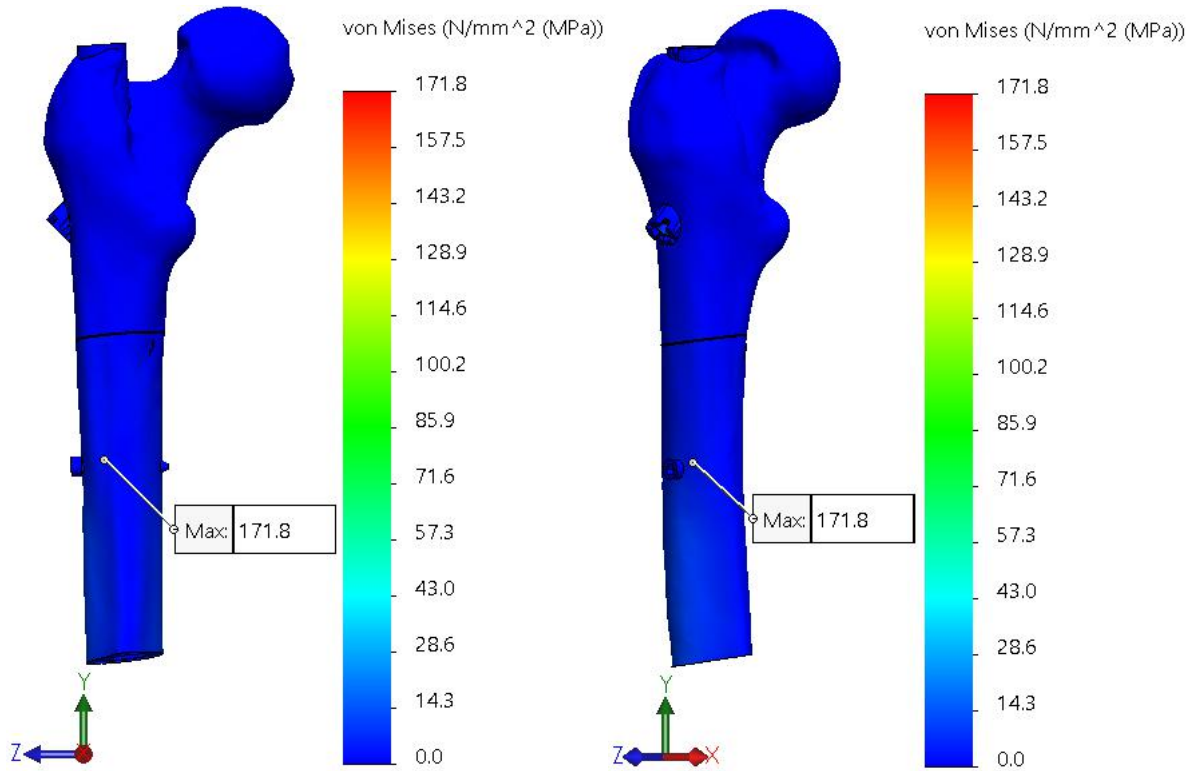 von Mises (N/mm^2 (MPa))
171.8
157.5
143.2
128.9
114.6
100.2
85.9
71.6
57.3
43.0
28.6
14.3
0.0
Max: 171.8
Y
Z
X
von Mises (N/mm^2 (MPa))
171.8
157.5
143.2
128.9
114.6
100.2
85.9
71.6
57.3
43.0
28.6
14.3
0.0
Max: 171.8
Y
Z
X